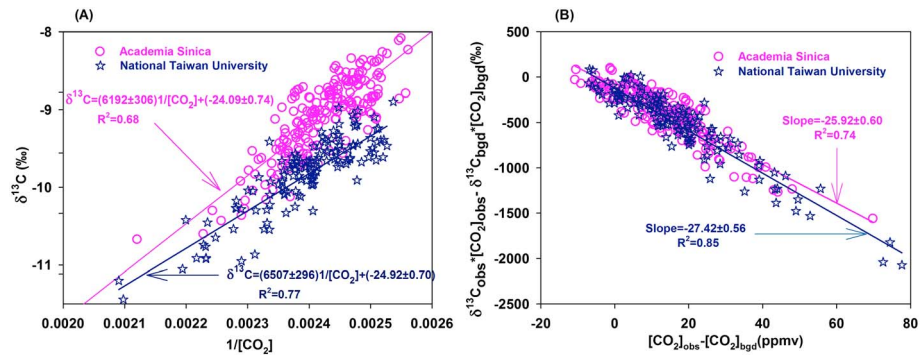 (A)
-8
-9
-10
-11
δ¹³C (‰)
Academia Sinica
National Taiwan University
δ¹³C=(6192±306)1/[CO₂]+(-24.09±0.74)
R²=0.68
δ¹³C=(6507±296)1/[CO₂]+(-24.92±0.70)
R²=0.77
0.0020 0.0021 0.0022 0.0023 0.0024 0.0025 0.0026
1/[CO₂]
(B)
500
0
-500
-1000
-1500
-2000
-2500
δ¹³Cobs*[CO₂]obs- δ¹³Cbgd*[CO₂]bgd(‰)
Academia Sinica
National Taiwan University
Slope=-25.92±0.60
R²=0.74
Slope=-27.42±0.56
R²=0.85
-20 0 20 40 60 80
[CO₂]obs-[CO₂]bgd(ppmv)